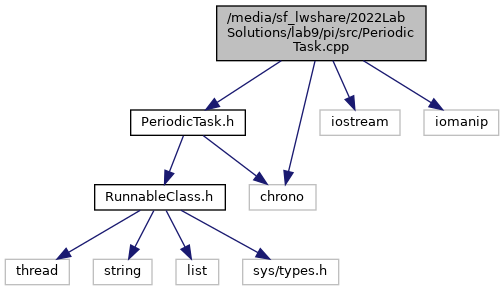 /media/sf_lwshare/2022Lab
Solutions/lab9/pi/src/Periodic
Task.cpp
PeriodicTask.h
iostream
iomanip
RunnableClass.h
chrono
thread
string
list
sys/types.h